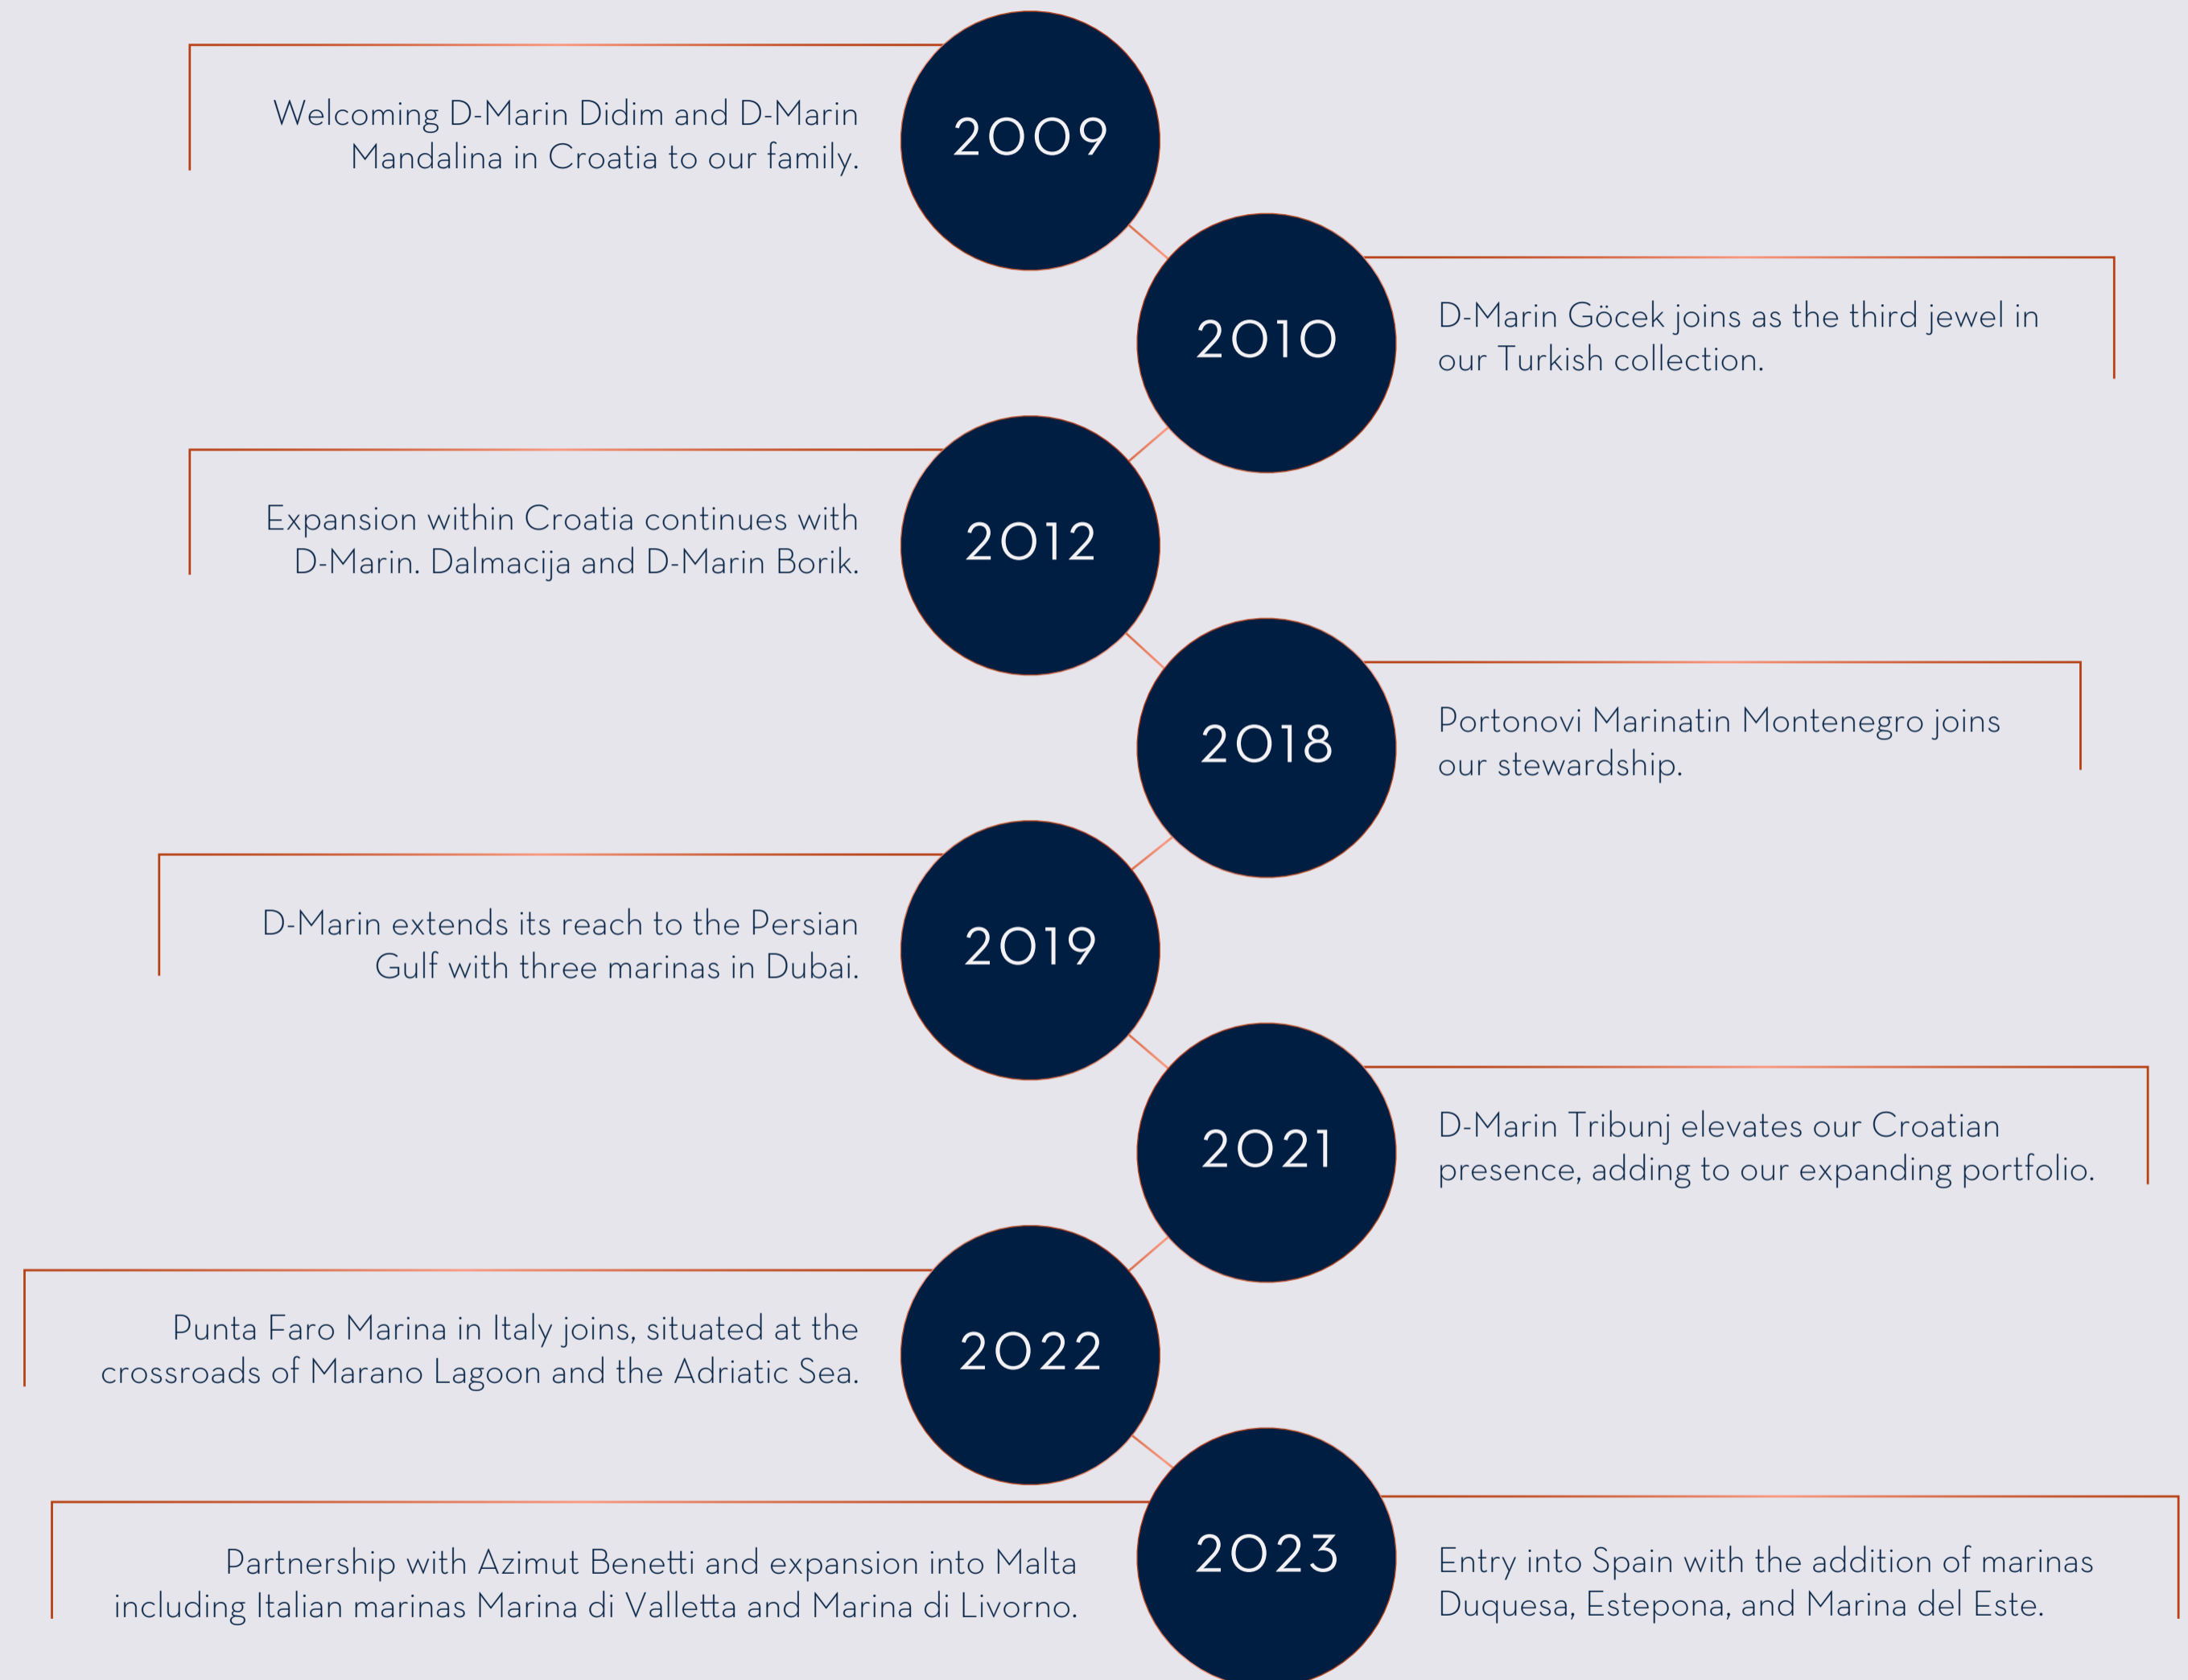 Welcoming D-Marin Didim and D-Marin
Mandalina in Croatia to our family.
2009
2010
D-Marin Göcek joins as the third jewel in
our Turkish collection.
Expansion within Croatia continues with
D-Marin. Dalmacija and D-Marin Borik.
2012
2018
Portonovi Marinatin Montenegro joins
our stewardship.
D-Marin extends its reach to the Persian
Gulf with three marinas in Dubai.
2019
2021
D-Marin Tribunj elevates our Croatian
presence, adding to our expanding portfolio.
Punta Faro Marina in Italy joins, situated at the
crossroads of Marano Lagoon and the Adriatic Sea.
2022
Partnership with Azimut Benetti and expansion into Malta
including Italian marinas Marina di Valletta and Marina di Livorno.
2023
Entry into Spain with the addition of marinas
Duquesa, Estepona, and Marina del Este.